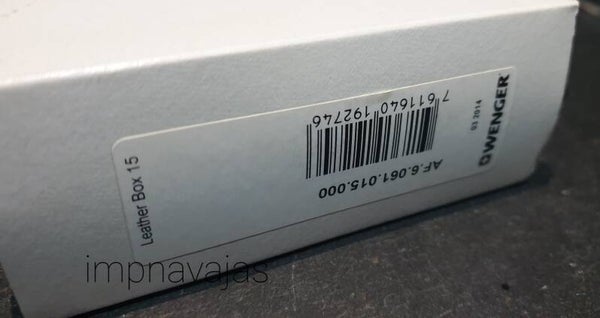 Leather Box 15
7 611640 192746
AF.6.061.015.000
03 2014
WENGER
impnavajas